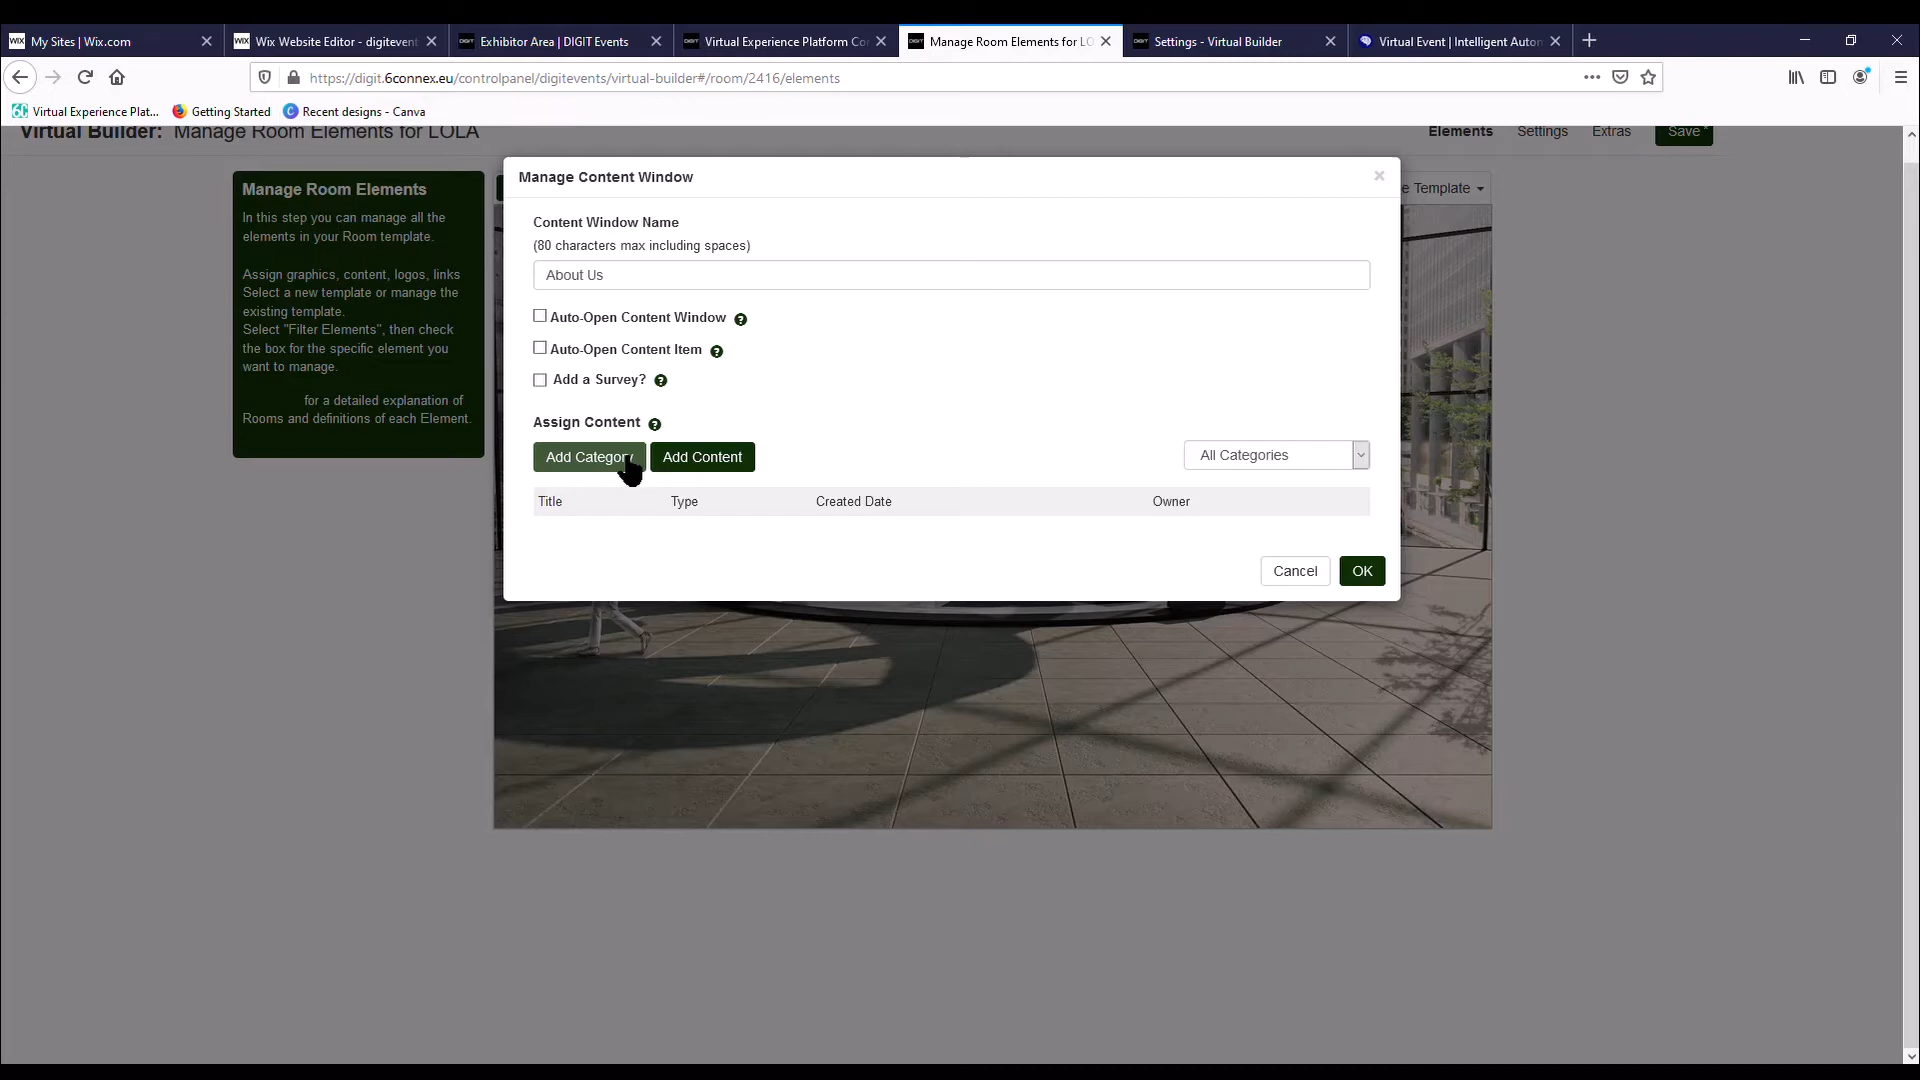 My Sites | Wix.com
Wix Website Editor - digitevent
Exhibitor Area | DIGIT Events
Virtual Experience Platform Co
Manage Room Elements for LO
Settings - Virtual Builder
Virtual Event | Intelligent Auton
https://digit.6connex.eu/controlpanel/digitevents/virtual-builder#/room/2416/elements
Virtual Experience Plat...
Getting Started
Recent designs - Canva
Virtual Builder: Manage Room Elements for LOLA
Elements
Settings
Extras
Save *
Manage Room Elements
In this step you can manage all the
elements in your Room template.
Assign graphics, content, logos, links
Select a new template or manage the
existing template.
Select "Filter Elements", then check
the box for the specific element you
want to manage.
for a detailed explanation of
Rooms and definitions of each Element.
e Template
Manage Content Window
×
Content Window Name
(80 characters max including spaces)
About Us
Auto-Open Content Window ?
Auto-Open Content Item ?
Add a Survey? ?
Assign Content ?
Add Category
Add Content
All Categories
Title
Type
Created Date
Owner
Cancel
OK